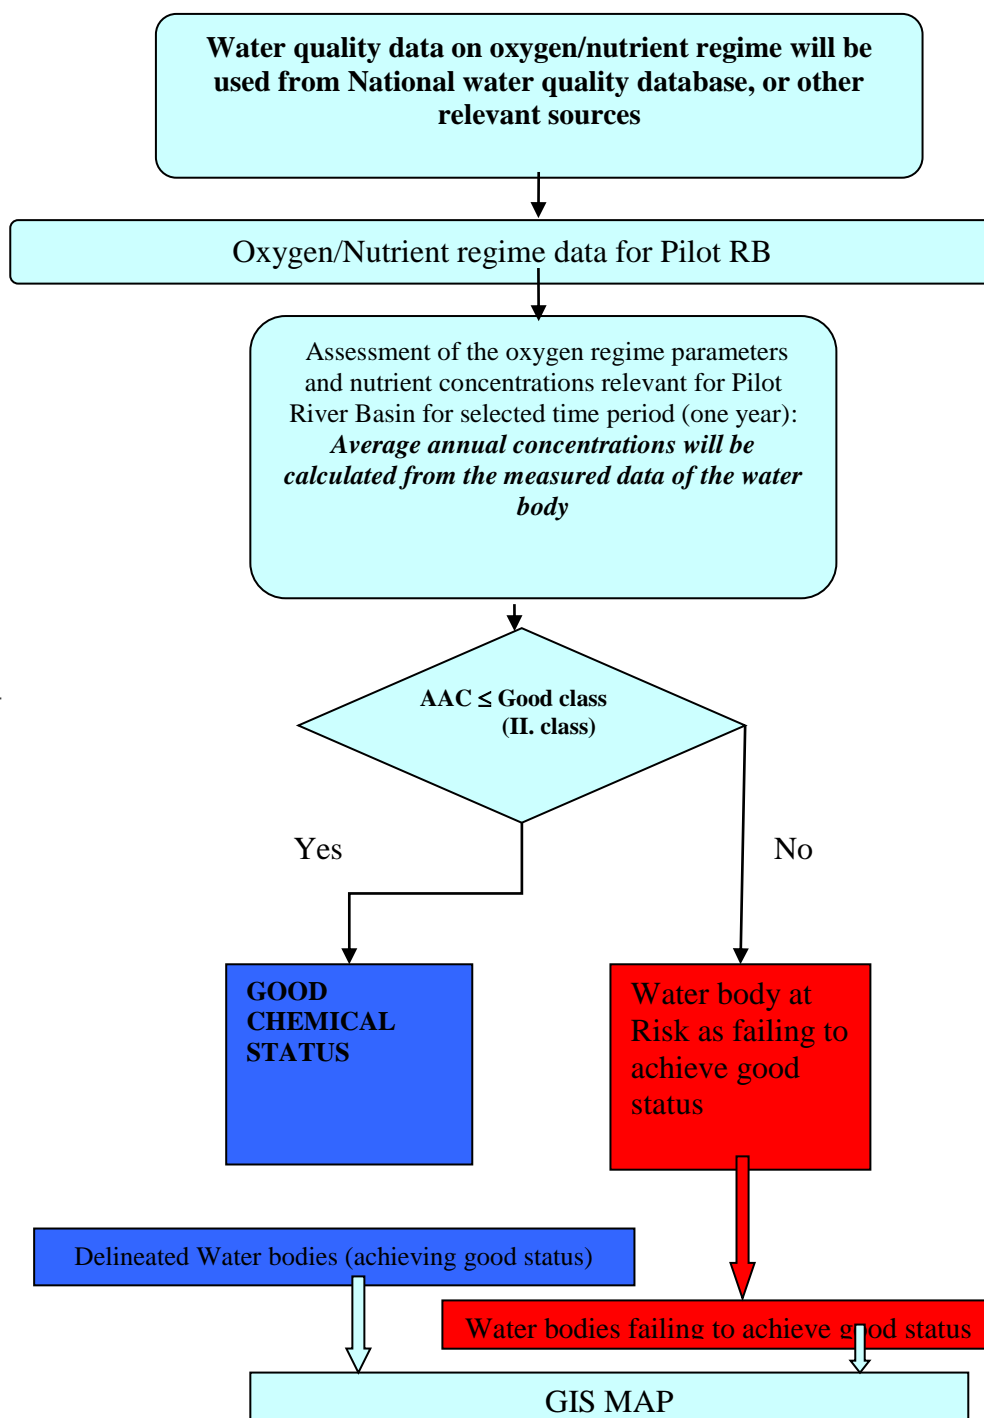 Water quality data on oxygen/nutrient regime will be
used from National water quality database, or other
relevant sources
Oxygen/Nutrient regime data for Pilot RB
Assessment of the oxygen regime parameters
and nutrient concentrations relevant for Pilot
River Basin for selected time period (one year):
Average annual concentrations will be
calculated from the measured data of the water
body
AAC ≤ Good class
(II. class)
Yes
No
GOOD
CHEMICAL
STATUS
Water body at
Risk as failing to
achieve good
status
Delineated Water bodies (achieving good status)
Water bodies failing to achieve good status
GIS MAP